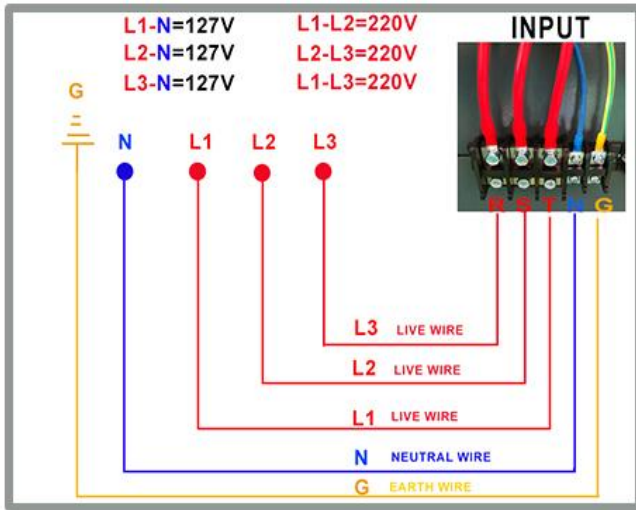 L1-N=127V L1-L2=220V INPUT
L2-N=127V L2-L3=220V
L3-N=127V L1-L3=220V
G
N L1 L2 L3
R S T N G
L3 LIVE WIRE
L2 LIVE WIRE
L1 LIVE WIRE
N NEUTRAL WIRE
G EARTH WIRE